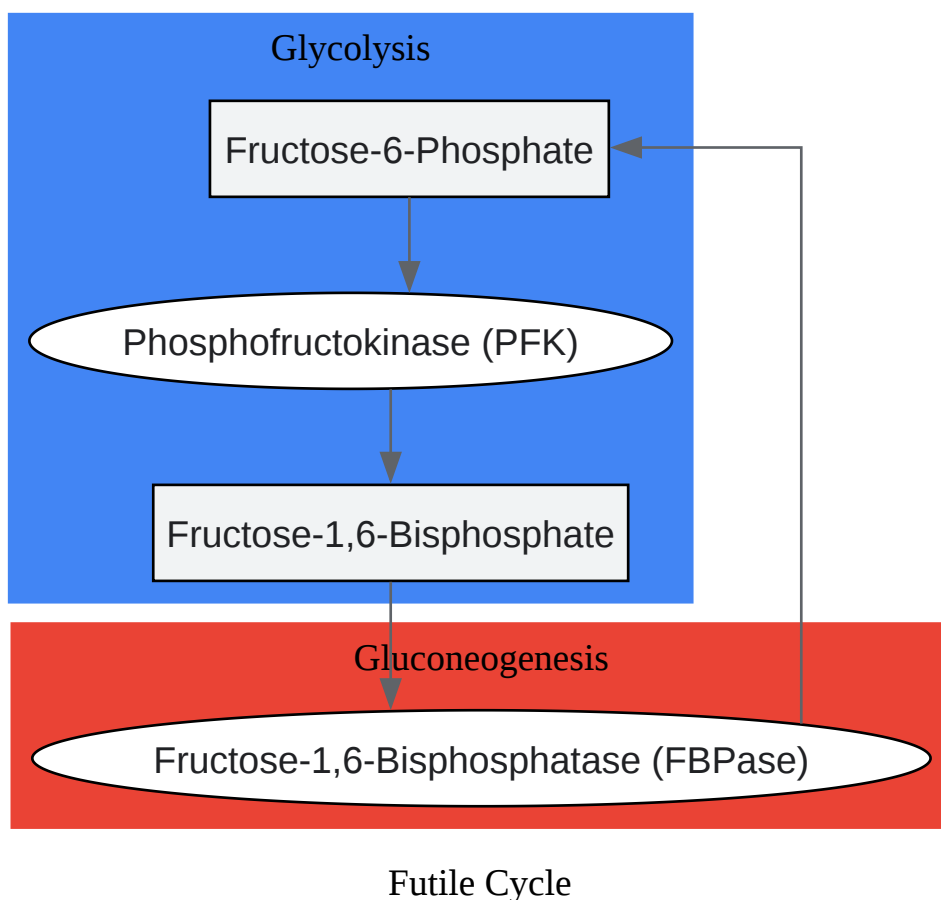 Glycolysis
Fructose-6-Phosphate
Phosphofructokinase (PFK)
Fructose-1,6-Bisphosphate
Gluconeogenesis
Fructose-1,6-Bisphosphatase (FBPase)
Futile Cycle